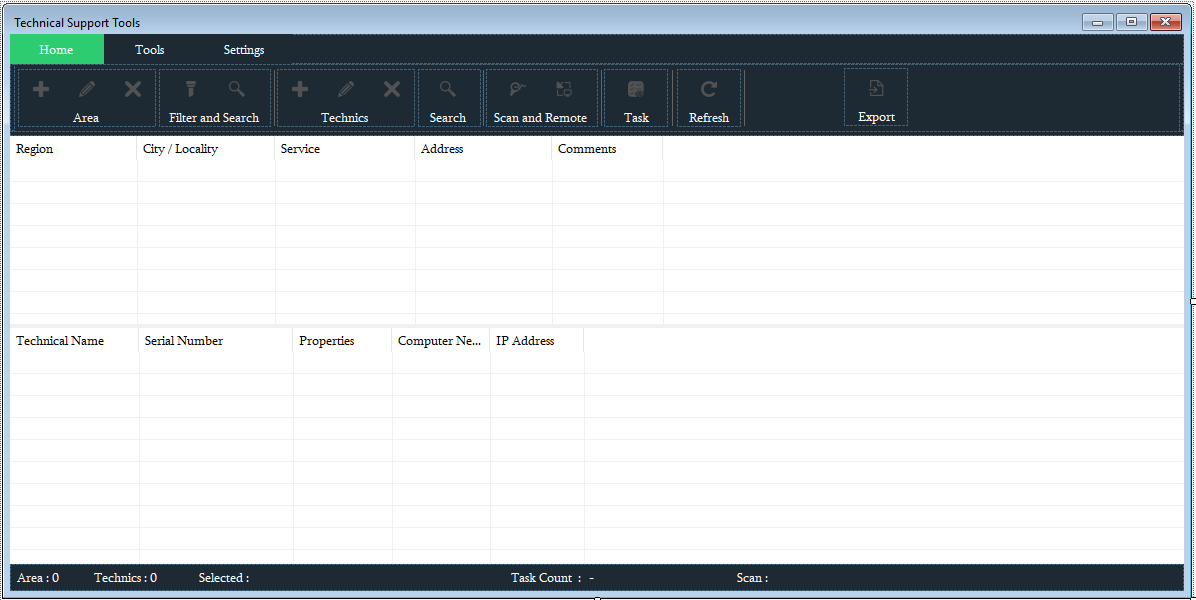 Technical Support Tools
Home Tools Settings
Area Filter and Search Technics Search Scan and Remote Task Refresh Export
Region City / Locality Service Address Comments
Technical Name Serial Number Properties Computer Ne... IP Address
Area : 0 Technics : 0 Selected : Task Count : - Scan :